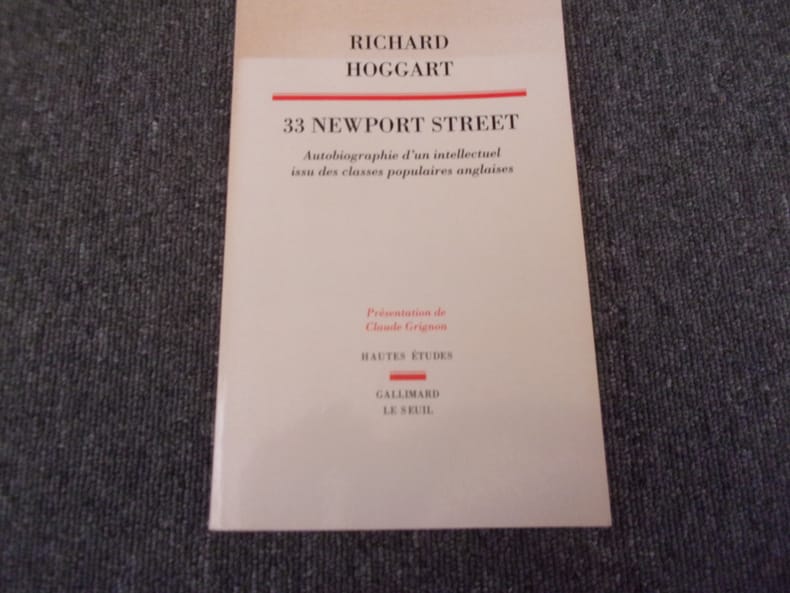 RICHARD
HOGGART
33 NEWPORT STREET
Autobiographie d'un intellectuel
issu des classes populaires anglaises
Présentation de
Claude Grignon
HAUTES ÉTUDES
GALLIMARD
LE SEUIL